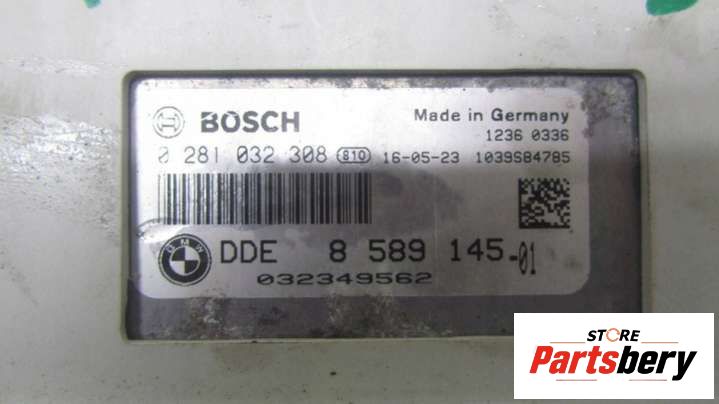 BOSCH
Made in Germany
1236 0336
0 281 032 308 810 16-05-23 1039S84785
BMW
DDE 8 589 145-01
032349562
STORE
Partsbery